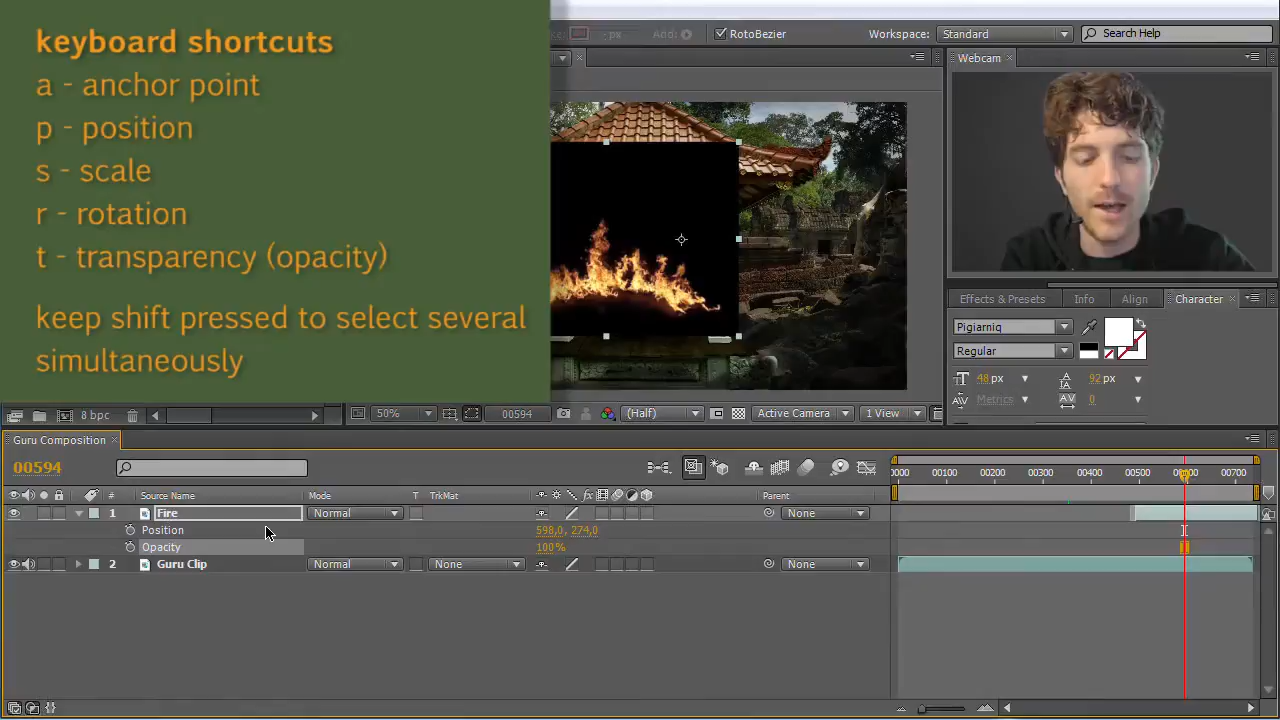 keyboard shortcuts
a - anchor point
p - position
s - scale
r - rotation
t - transparency (opacity)
keep shift pressed to select several
simultaneously
px
Add:
RotoBezier
Workspace:
Standard
Search Help
Webcam
Effects & Presets
Info
Align
Character
Pigiarniq
Regular
48 px
92 px
Metrics
0
8 bpc
50%
00594
(Half)
Active Camera
1 View
Guru Composition
00594
0000 00100 00200 00300 00400 00500 00600 00700
# Source Name Mode T TrkMat Parent
1 Fire Normal None
Position 598,0, 274,0
Opacity 100%
2 Guru Clip Normal None None